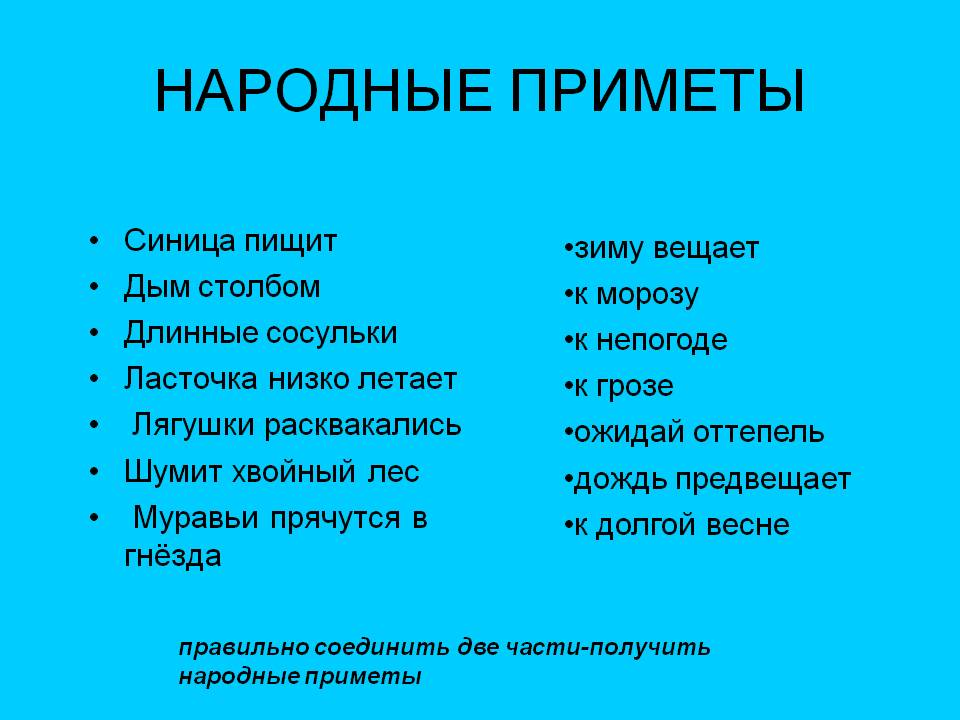 НАРОДНЫЕ ПРИМЕТЫ
• Синица пищит
• Дым столбом
• Длинные сосульки
• Ласточка низко летает
• Лягушки расквакались
• Шумит хвойный лес
• Муравьи прячутся в
гнёзда
•зиму вещает
•к морозу
•к непогоде
•к грозе
•ожидай оттепель
•дождь предвещает
•к долгой весне
правильно соединить две части-получить
народные приметы